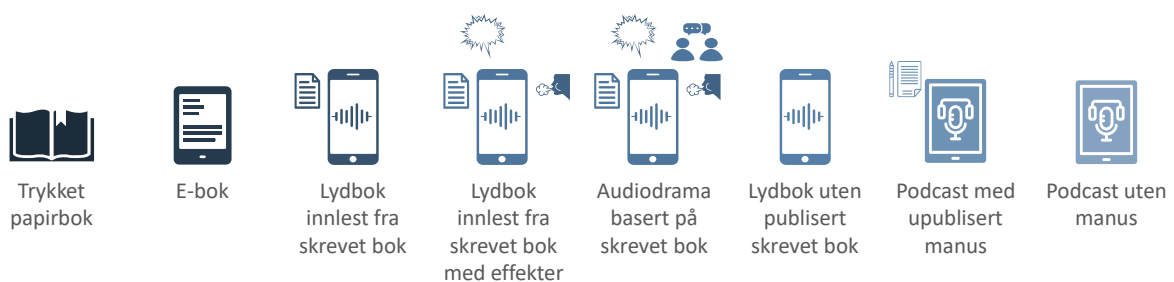 Trykket
papirbok
E-bok
Lydbok
innlest fra
skrevet bok
Lydbok
innlest fra
skrevet bok
med effekter
Audiodrama
basert på
skrevet bok
Lydbok uten
publisert
skrevet bok
Podcast med
upublisert
manus
Podcast uten
manus